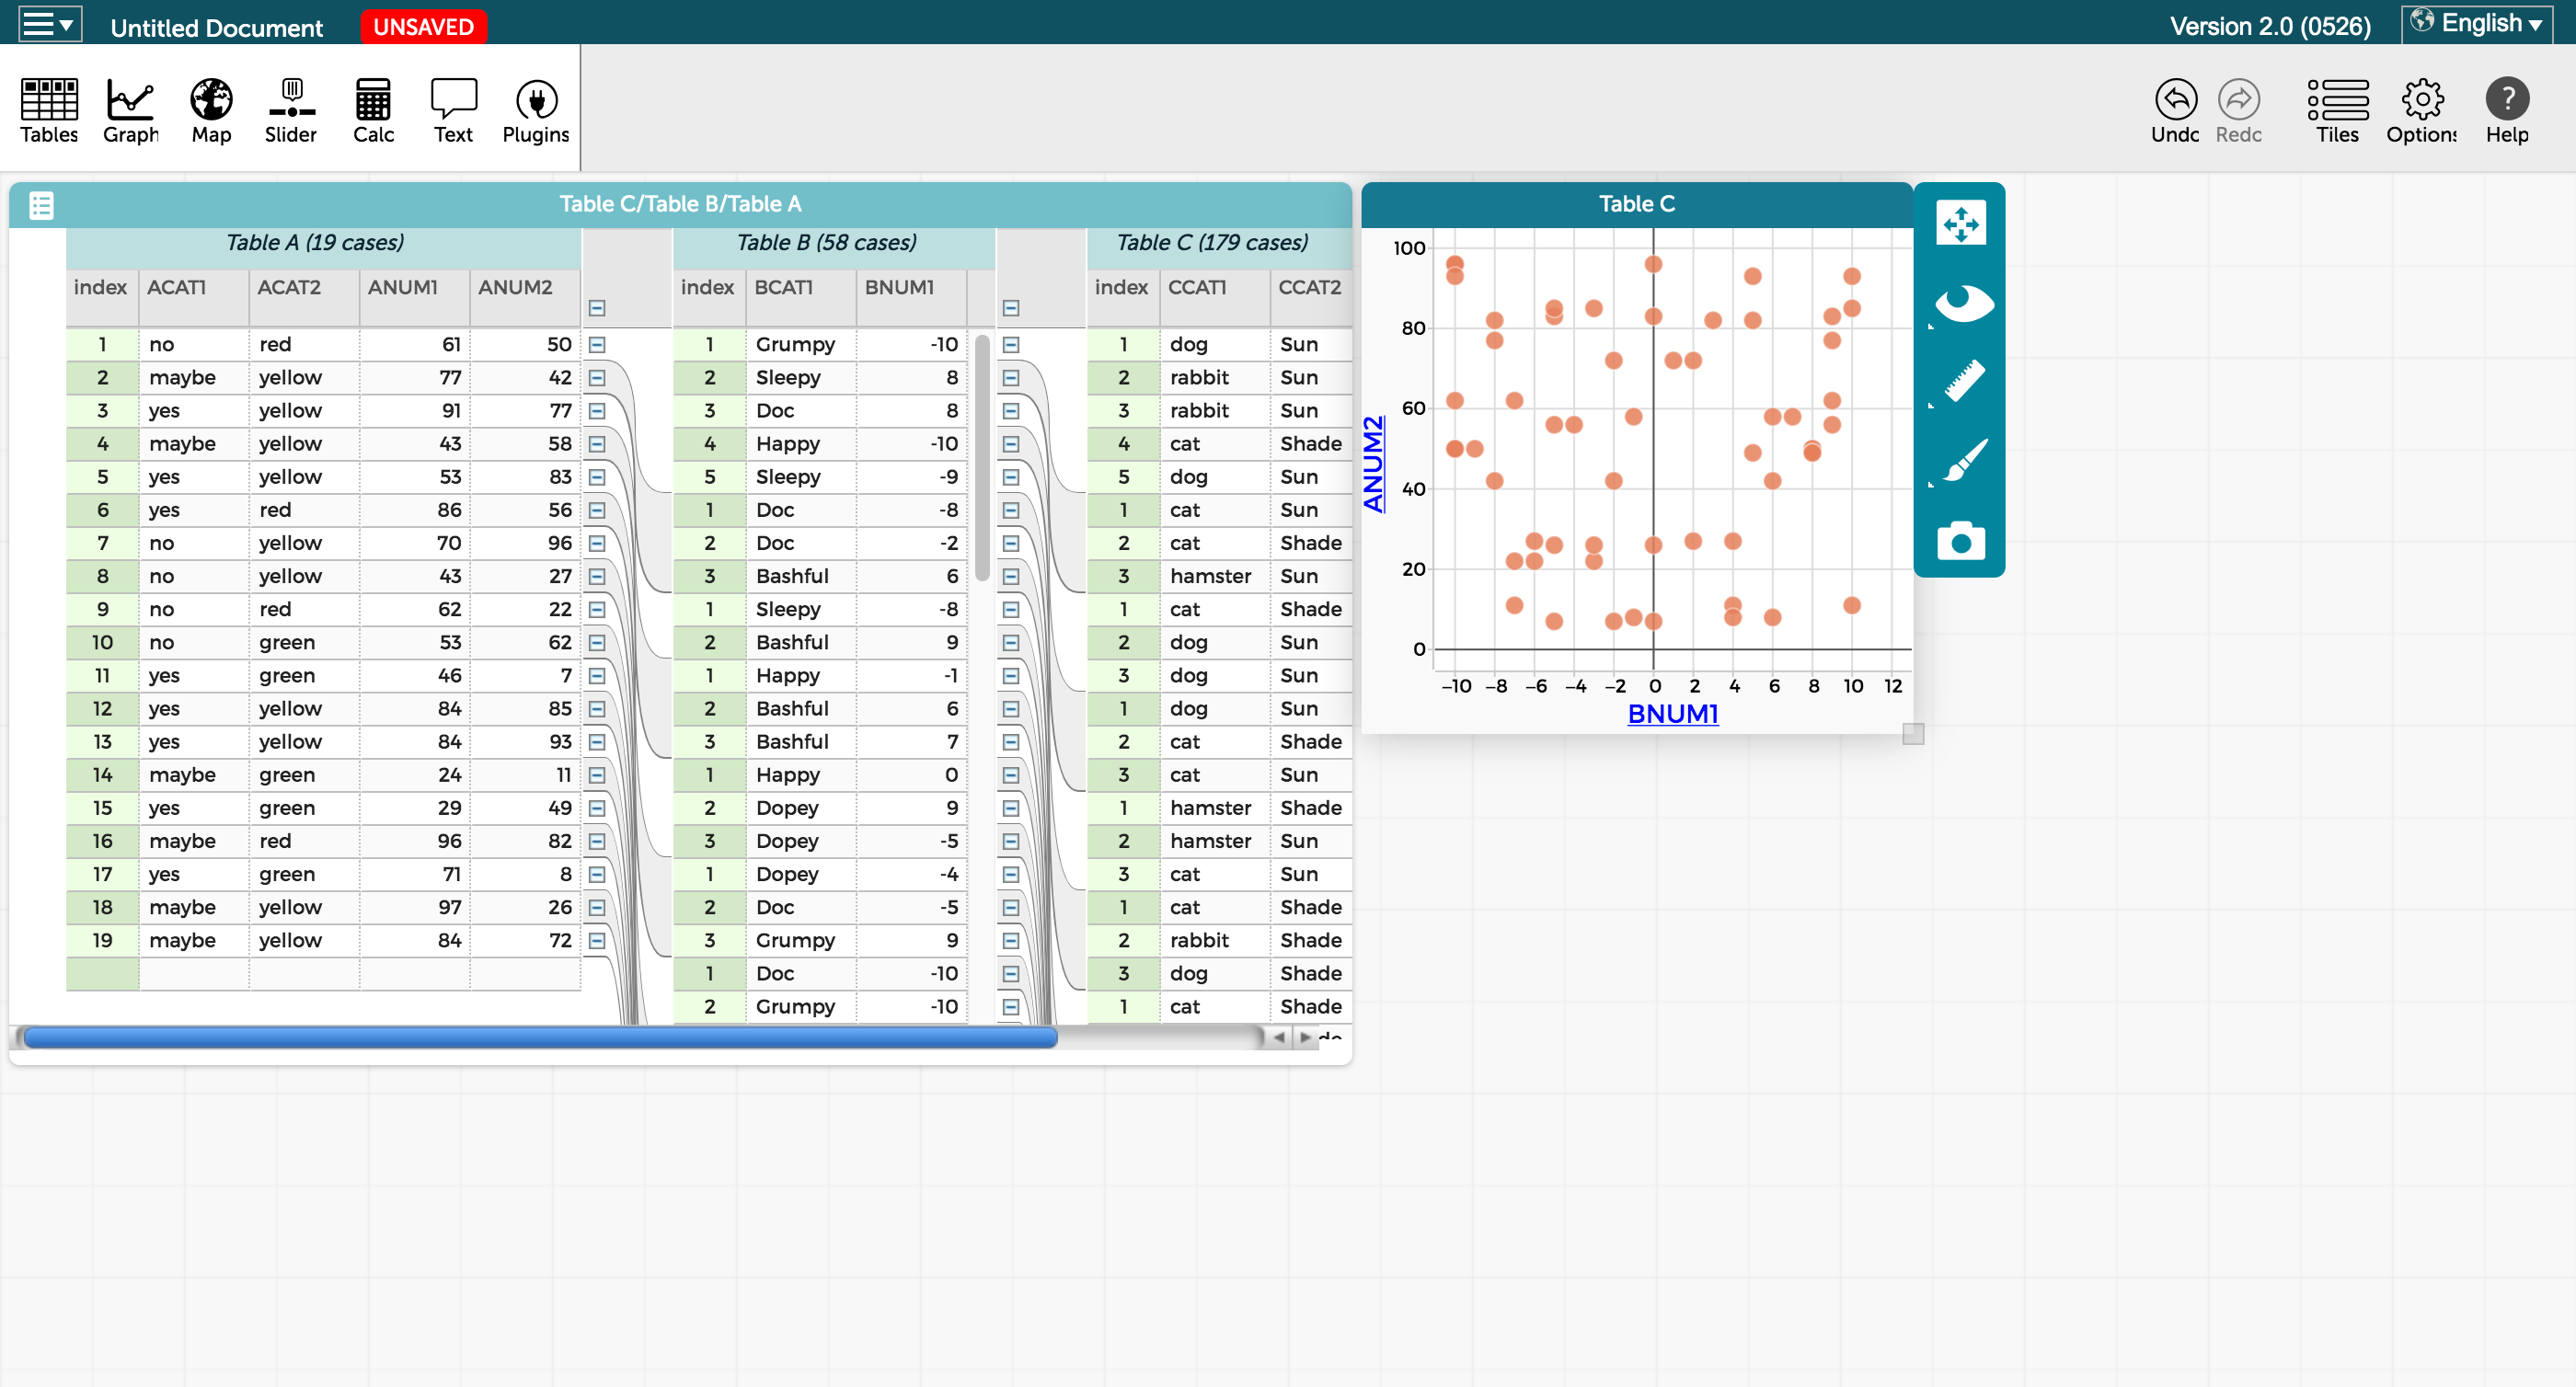 Untitled Document UNSAVED Version 2.0 (0526) English
Tables Graph Map Slider Calc Text Plugins Undo Redo Tiles Options Help
Table C/Table B/Table A
Table A (19 cases) Table B (58 cases) Table C (179 cases)
index ACAT1 ACAT2 ANUM1 ANUM2 index BCAT1 BNUM1 index CCAT1 CCAT2
1 no red 61 50 1 Grumpy -10 1 dog Sun
2 maybe yellow 77 42 2 Sleepy 8 2 rabbit Sun
3 yes yellow 91 77 3 Doc 8 3 rabbit Sun
4 maybe yellow 43 58 4 Happy -10 4 cat Shade
5 yes yellow 53 83 5 Sleepy -9 5 dog Sun
6 yes red 86 56 1 Doc -8 1 cat Sun
7 no yellow 70 96 2 Doc -2 2 cat Shade
8 no yellow 43 27 3 Bashful 6 3 hamster Sun
9 no red 62 22 1 Sleepy -8 1 cat Shade
10 no green 53 62 2 Bashful 9 2 dog Sun
11 yes green 46 7 1 Happy -1 3 dog Sun
12 yes yellow 84 85 2 Bashful 6 1 dog Sun
13 yes yellow 84 93 3 Bashful 7 2 cat Shade
14 maybe green 24 11 1 Happy 0 3 cat Sun
15 yes green 29 49 2 Dopey 9 1 hamster Shade
16 maybe red 96 82 3 Dopey -5 2 hamster Sun
17 yes green 71 8 1 Dopey -4 3 cat Sun
18 maybe yellow 97 26 2 Doc -5 1 cat Shade
19 maybe yellow 84 72 3 Grumpy 9 2 rabbit Shade
1 Doc -10 3 dog Shade
2 Grumpy -10 1 cat Shade
Table C
100
80
60
40
20
0
ANUM2
-10 -8 -6 -4 -2 0 2 4 6 8 10 12
BNUM1